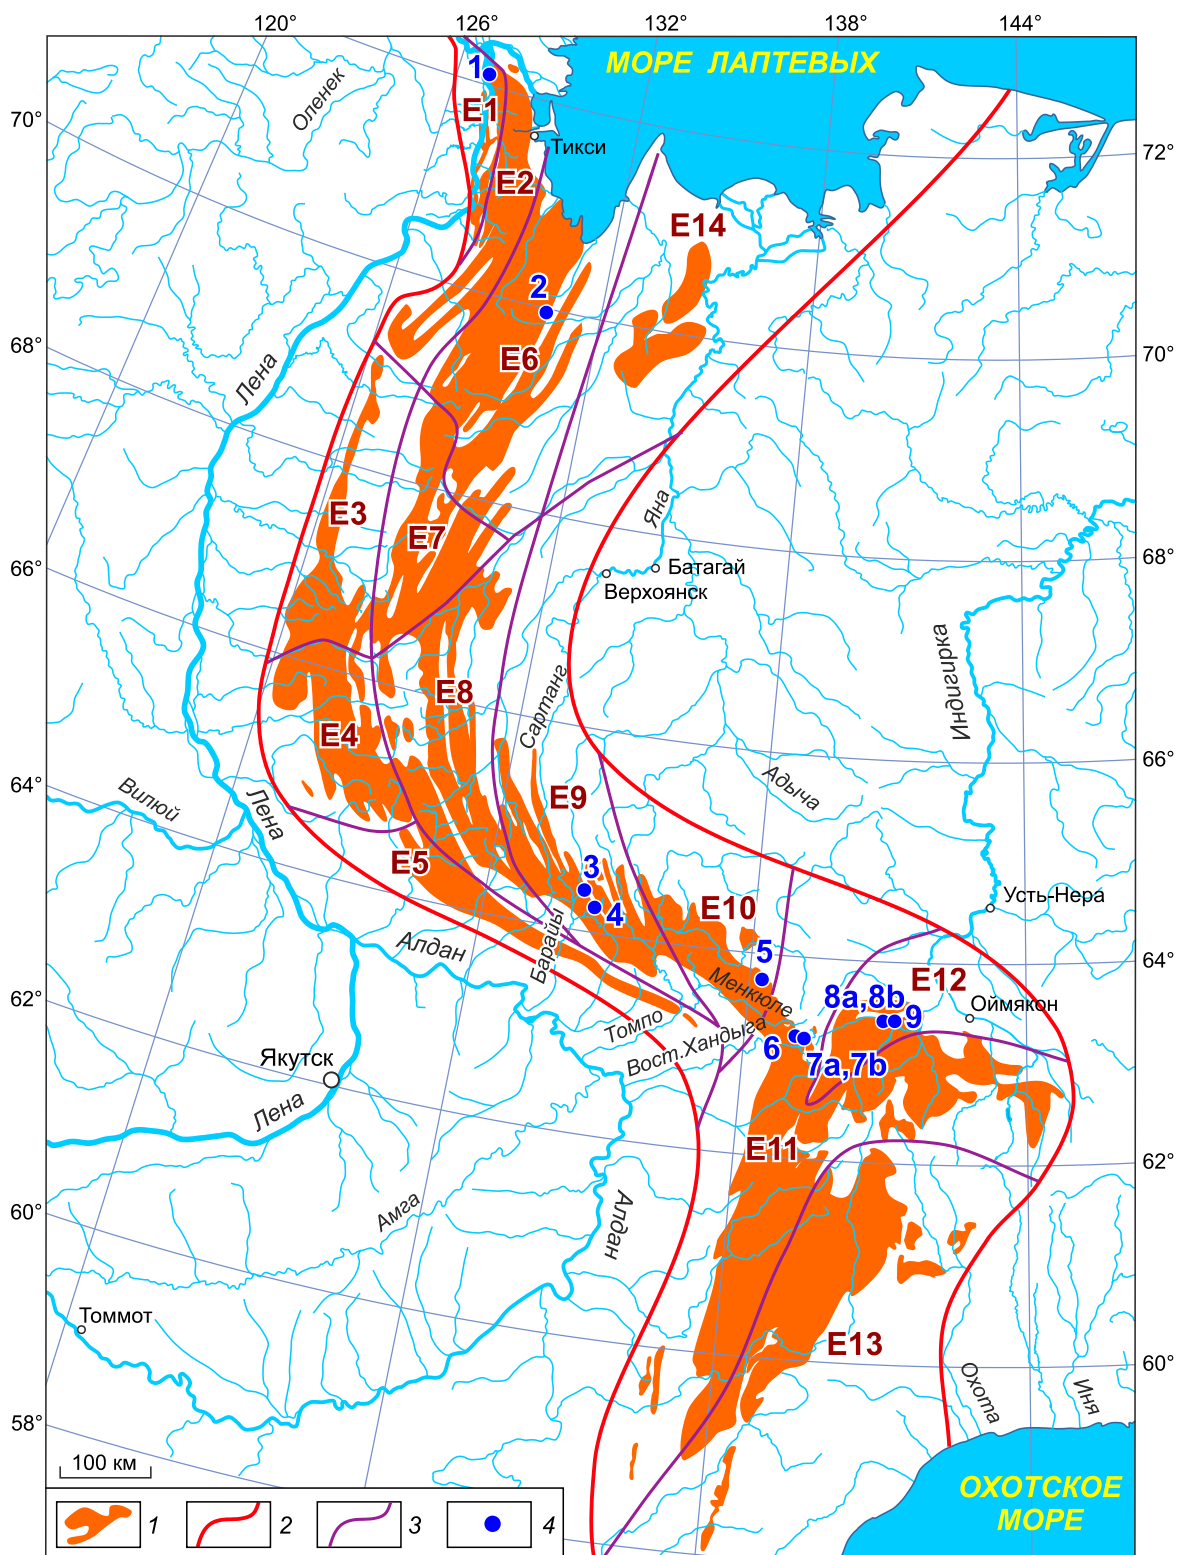 120°
126°
132°
138°
144°
МОРЕ ЛАПТЕВЫХ
1
Оленек
E1
70°
Тикси
72°
E2
E14
2
68°
E6
70°
Лена
E3
E7
Яна
66°
68°
Батагай
Верхоянск
Индигирка
Сартанг
E8
E4
66°
64°
Вилюй
Лена
Адыча
E9
E5
3
4
E10
Усть-Нера
Алдан
Барайы
5
64°
62°
Менкюле
E12
8a,8b
9
Оймякон
Томпо
Вост.Хандыга
6
7a,7b
Якутск
Лена
E11
62°
60°
Амга
Алдан
Томмот
E13
60°
Охота
Иня
58°
100 км
ОХОТСКОЕ
МОРЕ
1
2
3
4